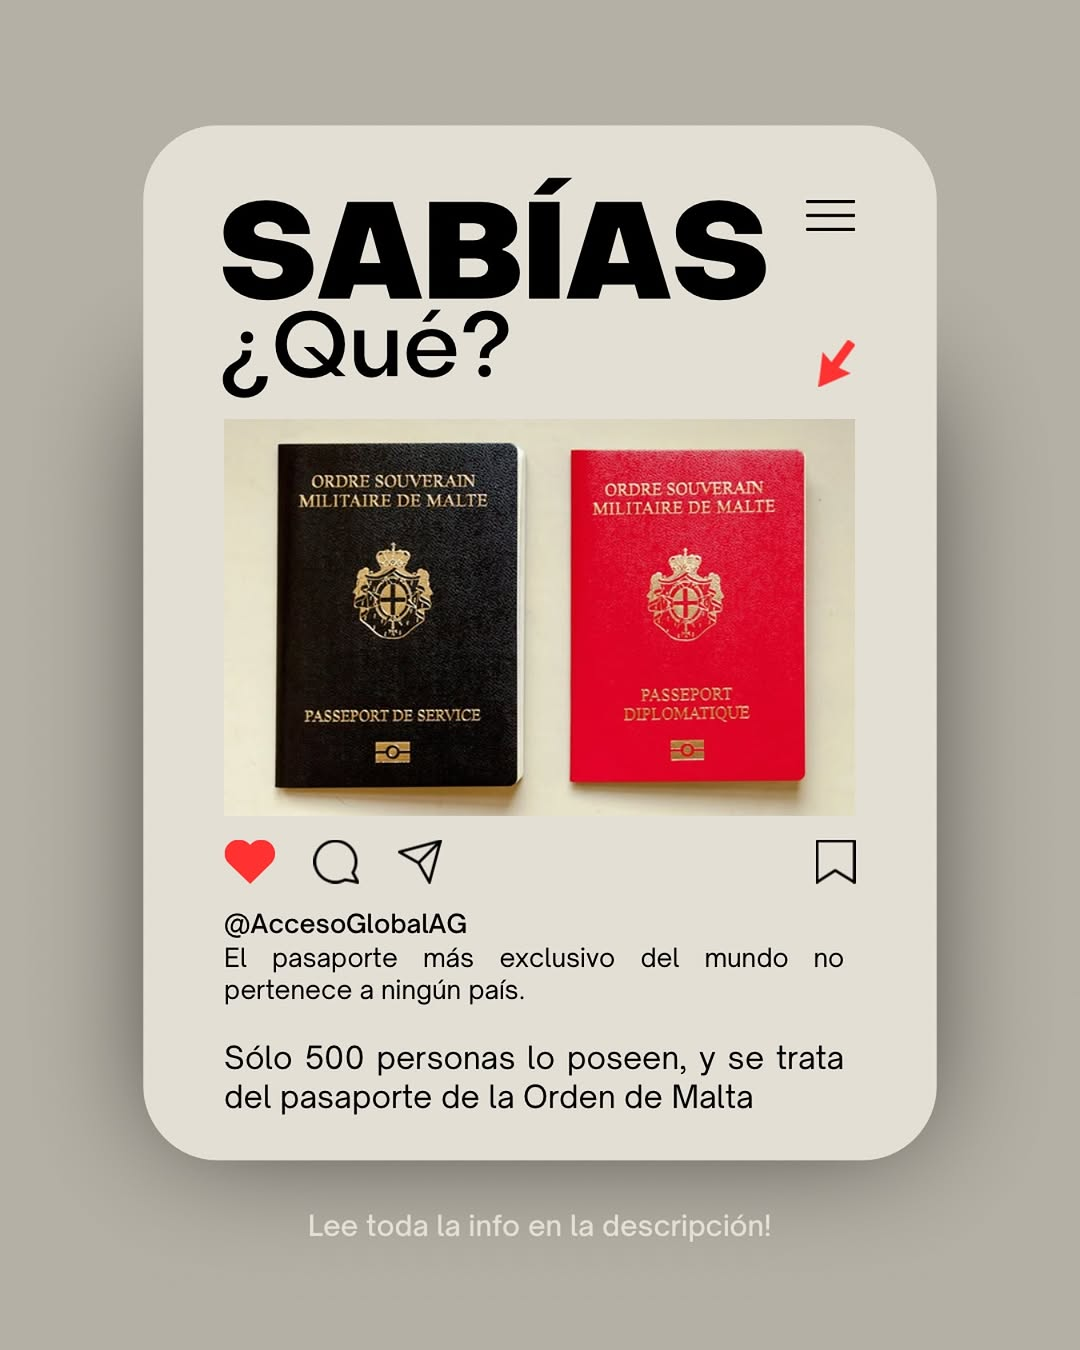 SABÍAS
¿Qué?
ORDRE SOUVERAIN
MILITAIRE DE MALTE
PASSEPORT DE SERVICE
ORDRE SOUVERAIN
MILITAIRE DE MALTE
PASSEPORT
DIPLOMATIQUE
@AccesoGlobalAG
El pasaporte más exclusivo del mundo no
pertenece a ningún país.
Sólo 500 personas lo poseen, y se trata
del pasaporte de la Orden de Malta
Lee toda la info en la descripción!